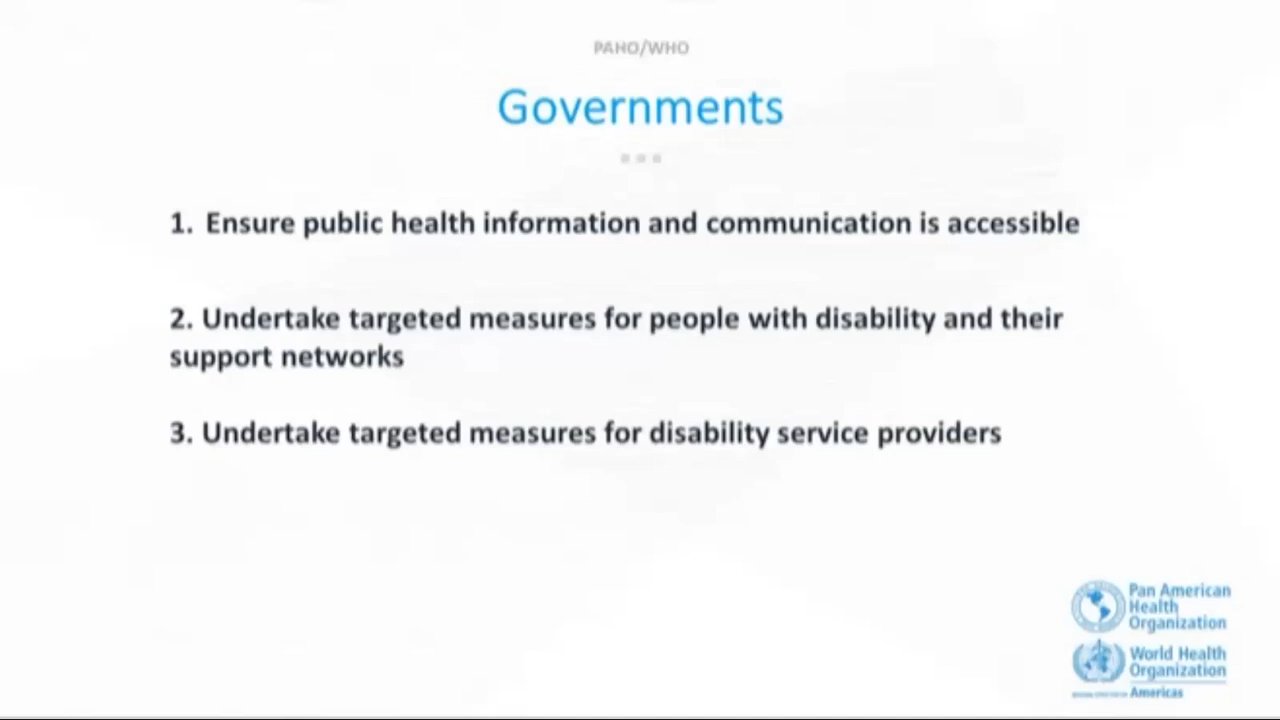 PAHO/WHO
Governments
1. Ensure public health information and communication is accessible
2. Undertake targeted measures for people with disability and their
support networks
3. Undertake targeted measures for disability service providers
Pan American
Health
Organization
World Health
Organization
Americas